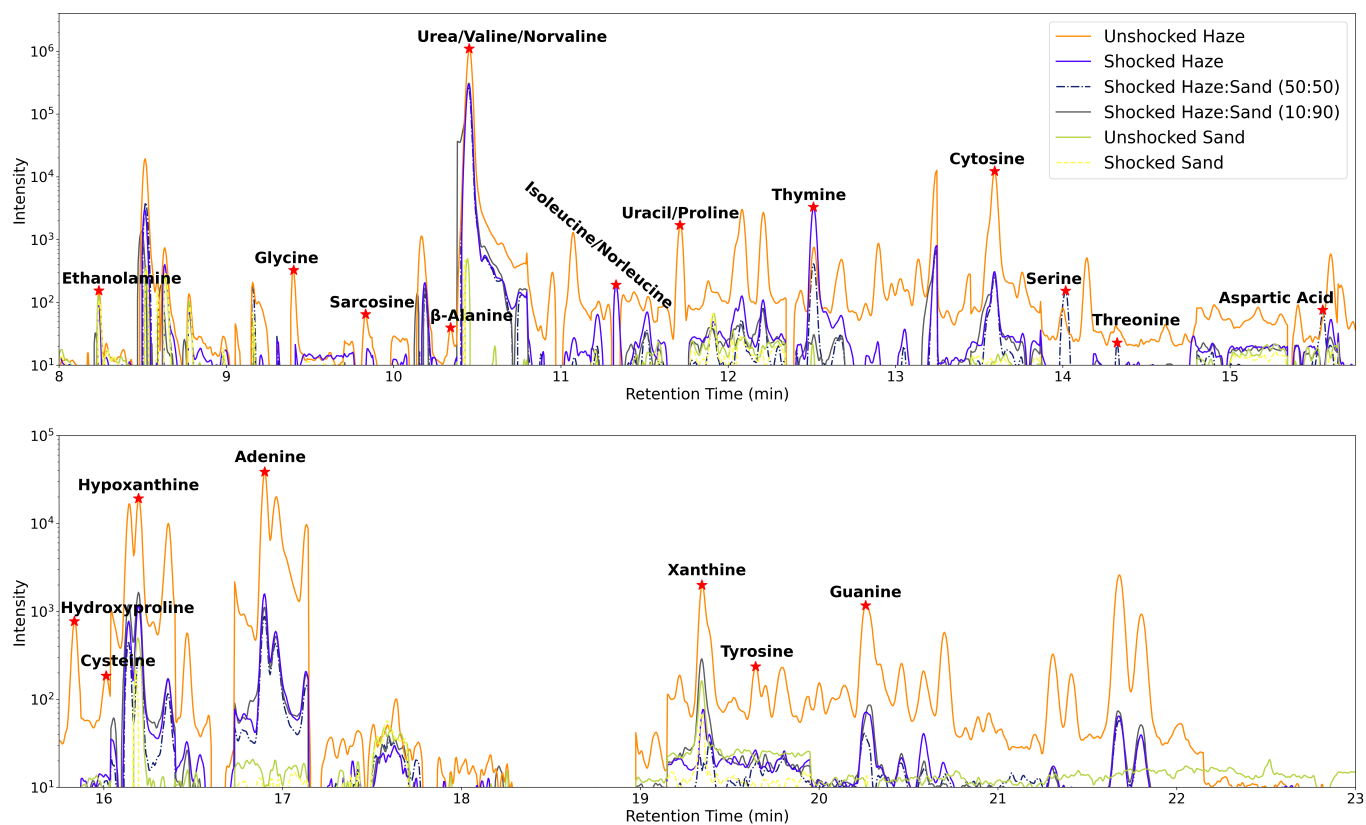 Urea/Valine/Norvaline
Unshocked Haze
Shocked Haze
Shocked Haze:Sand (50:50)
Shocked Haze:Sand (10:90)
Unshocked Sand
Shocked Sand
Cytosine
Thymine
Isoleucine/Norleucine
Uracil/Proline
Glycine
Ethanolamine
Sarcosine
β-Alanine
Serine
Threonine
Aspartic Acid
Intensity
10⁶
10⁵
10⁴
10³
10²
10¹
8 9 10 11 12 13 14 15
Retention Time (min)
Adenine
Hypoxanthine
Hydroxyproline
Cysteine
Xanthine
Guanine
Tyrosine
Intensity
10⁵
10⁴
10³
10²
10¹
16 17 18 19 20 21 22 23
Retention Time (min)